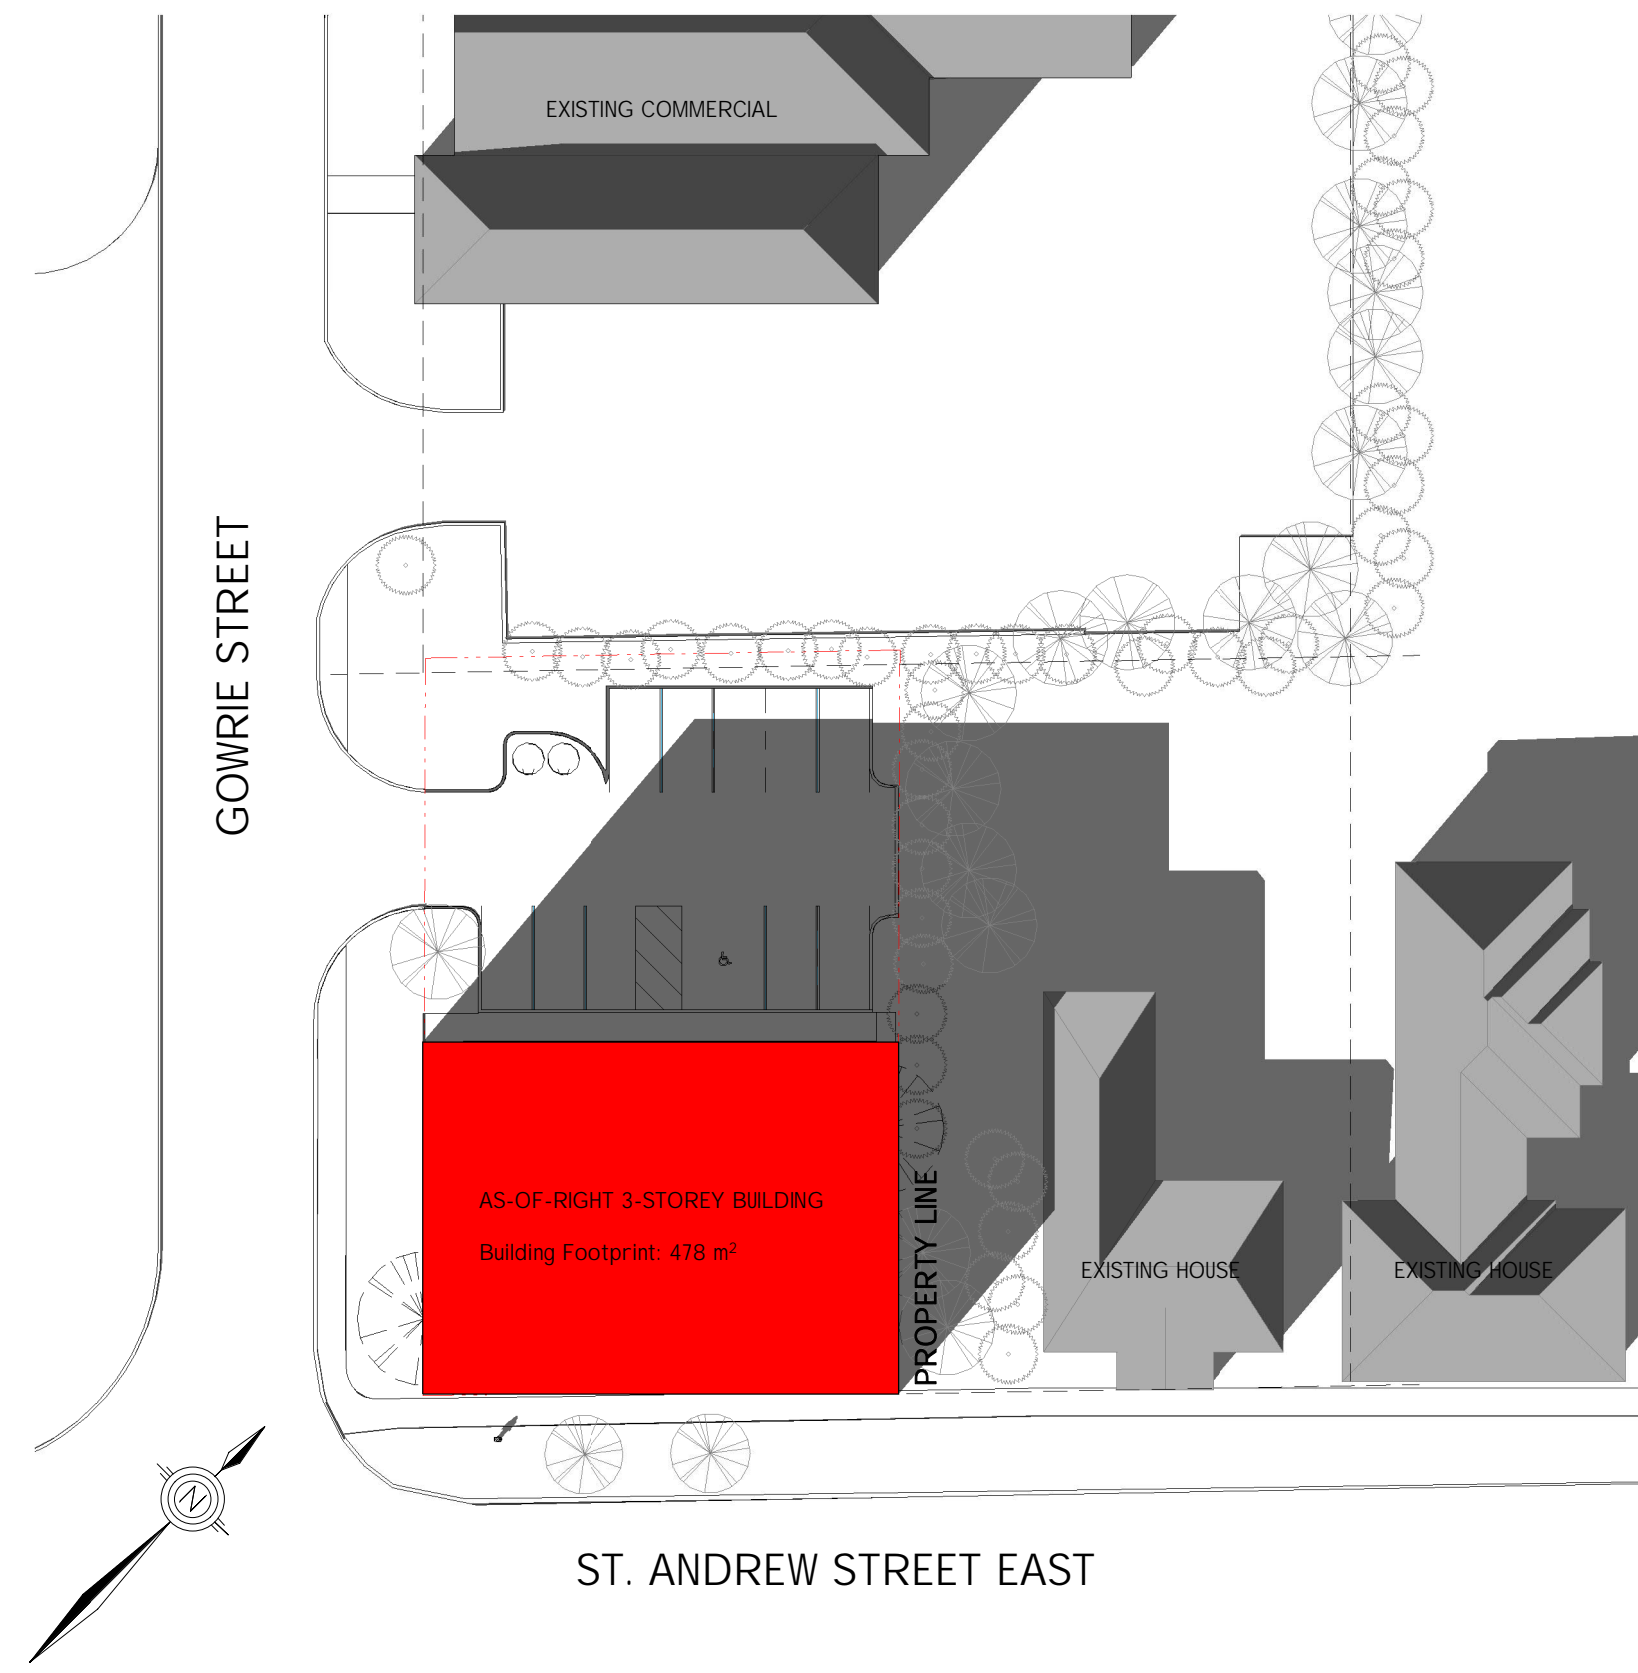 EXISTING COMMERCIAL
GOWRIE STREET
AS-OF-RIGHT 3-STOREY BUILDING
Building Footprint: 478 m²
PROPERTY LINE
EXISTING HOUSE
EXISTING HOUSE
N
ST. ANDREW STREET EAST